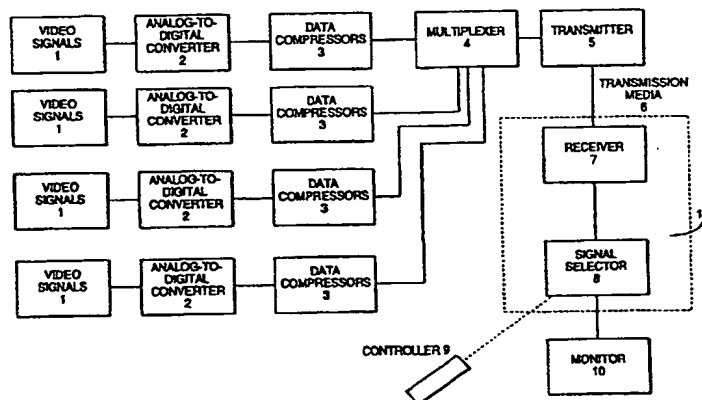 VIDEO
SIGNALS
1
ANALOG-TO-
DIGITAL
CONVERTER
2
DATA
COMPRESSORS
3
MULTIPLEXER
4
TRANSMITTER
5
VIDEO
SIGNALS
1
ANALOG-TO-
DIGITAL
CONVERTER
2
DATA
COMPRESSORS
3
TRANSMISSION
MEDIA
6
RECEIVER
7
VIDEO
SIGNALS
1
ANALOG-TO-
DIGITAL
CONVERTER
2
DATA
COMPRESSORS
3
VIDEO
SIGNALS
1
ANALOG-TO-
DIGITAL
CONVERTER
2
DATA
COMPRESSORS
3
SIGNAL
SELECTOR
8
CONTROLLER 9
MONITOR
10